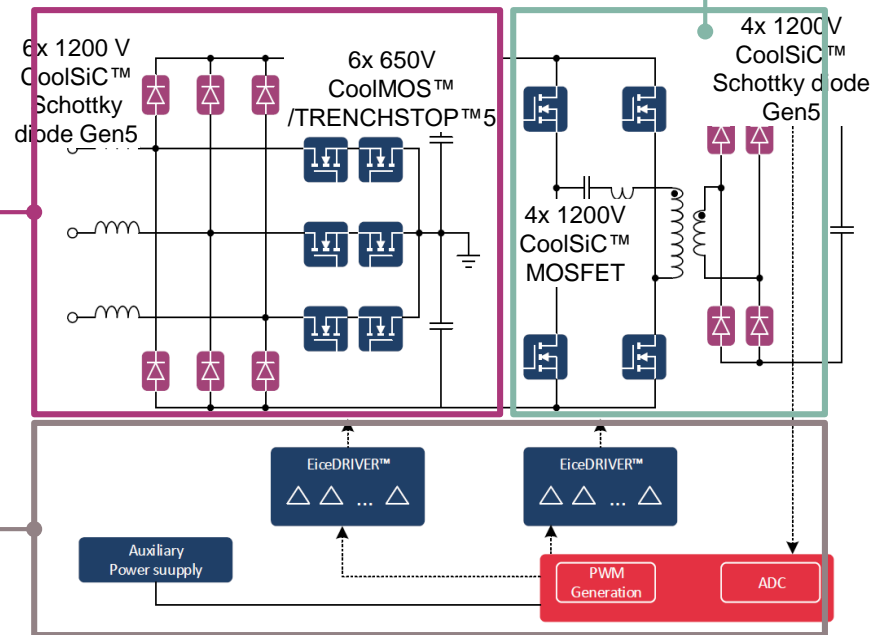 6x 1200 V
CoolSiC™
Schottky
diode Gen5
6x 650V
CoolMOS™
/TRENCHSTOP™5
4x 1200V
CoolSiC™
Schottky diode
Gen5
4x 1200V
CoolSiC™
MOSFET
EiceDRIVER™
...
EiceDRIVER™
...
Auxiliary
Power suupply
PWM
Generation
ADC